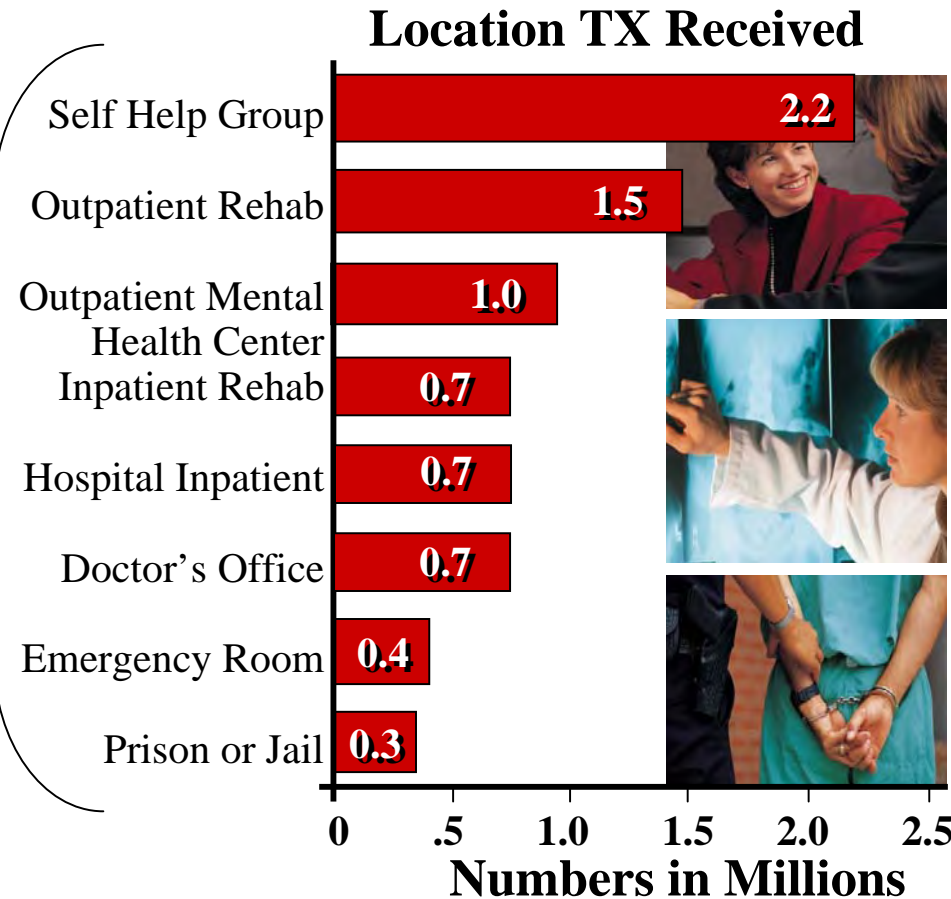 Location TX Received
Self Help Group
2.2
Outpatient Rehab
1.5
Outpatient Mental
Health Center
1.0
Inpatient Rehab
0.7
Hospital Inpatient
0.7
Doctor’s Office
0.7
Emergency Room
0.4
Prison or Jail
0.3
0 .5 1.0 1.5 2.0 2.5
Numbers in Millions